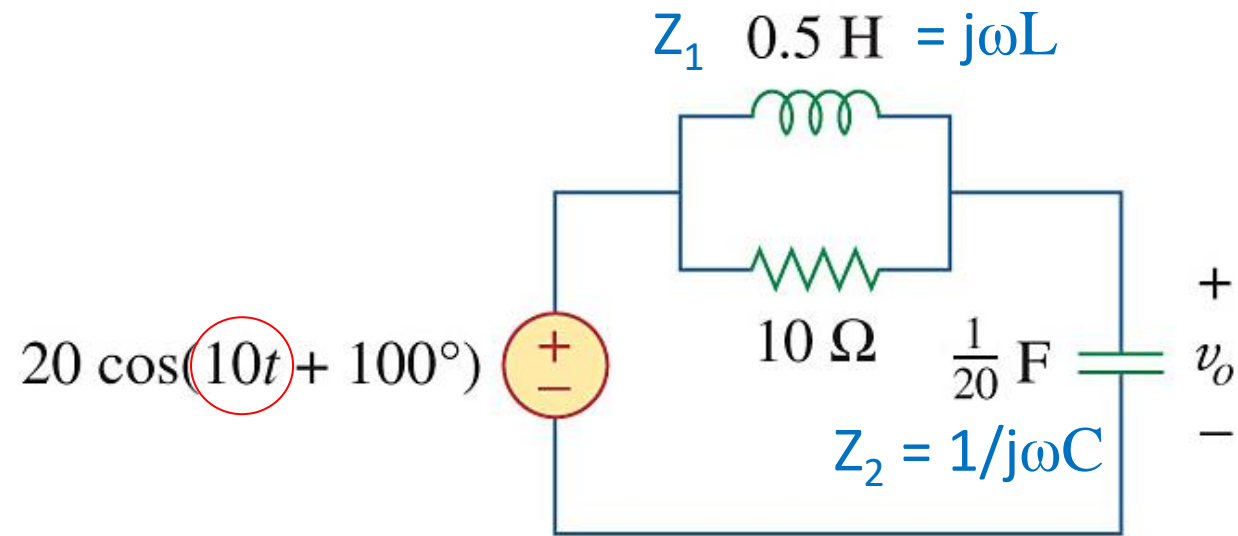 Z₁ 0.5 H = jωL
10 Ω
20 cos(10t + 100°)
+
−
1/20 F
+
vₒ
−
Z₂ = 1/jωC